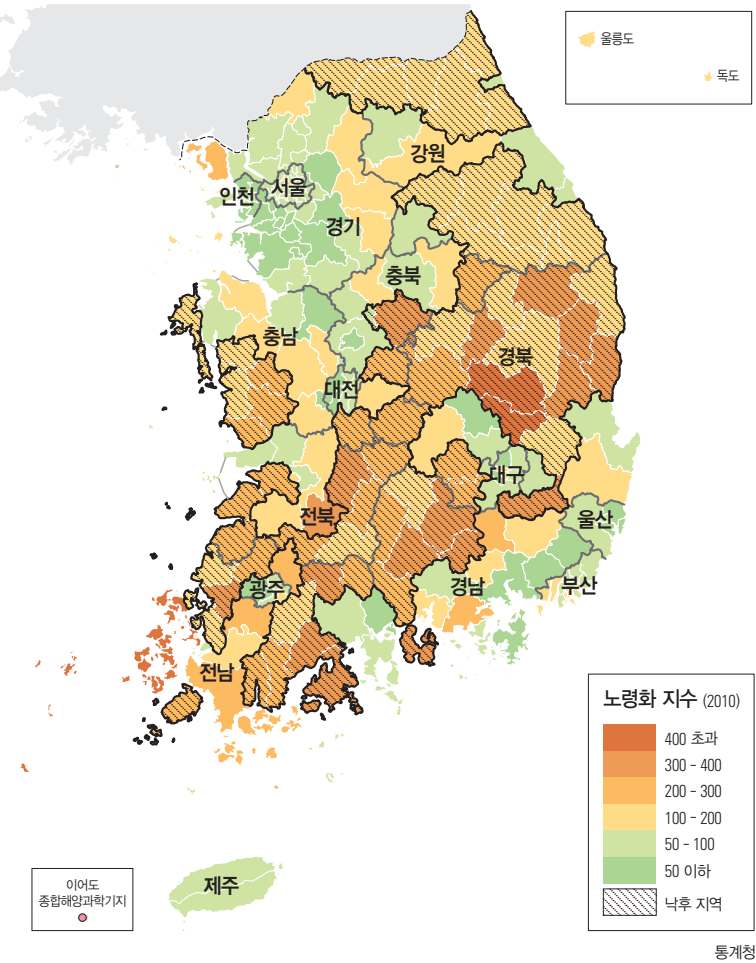 울릉도
독도
강원
인천
서울
경기
충북
충남
경북
대전
대구
전북
울산
광주
경남
부산
전남
제주
이어도
종합해양과학기지
노령화 지수 (2010)
400 초과
300 - 400
200 - 300
100 - 200
50 - 100
50 이하
낙후 지역
통계청